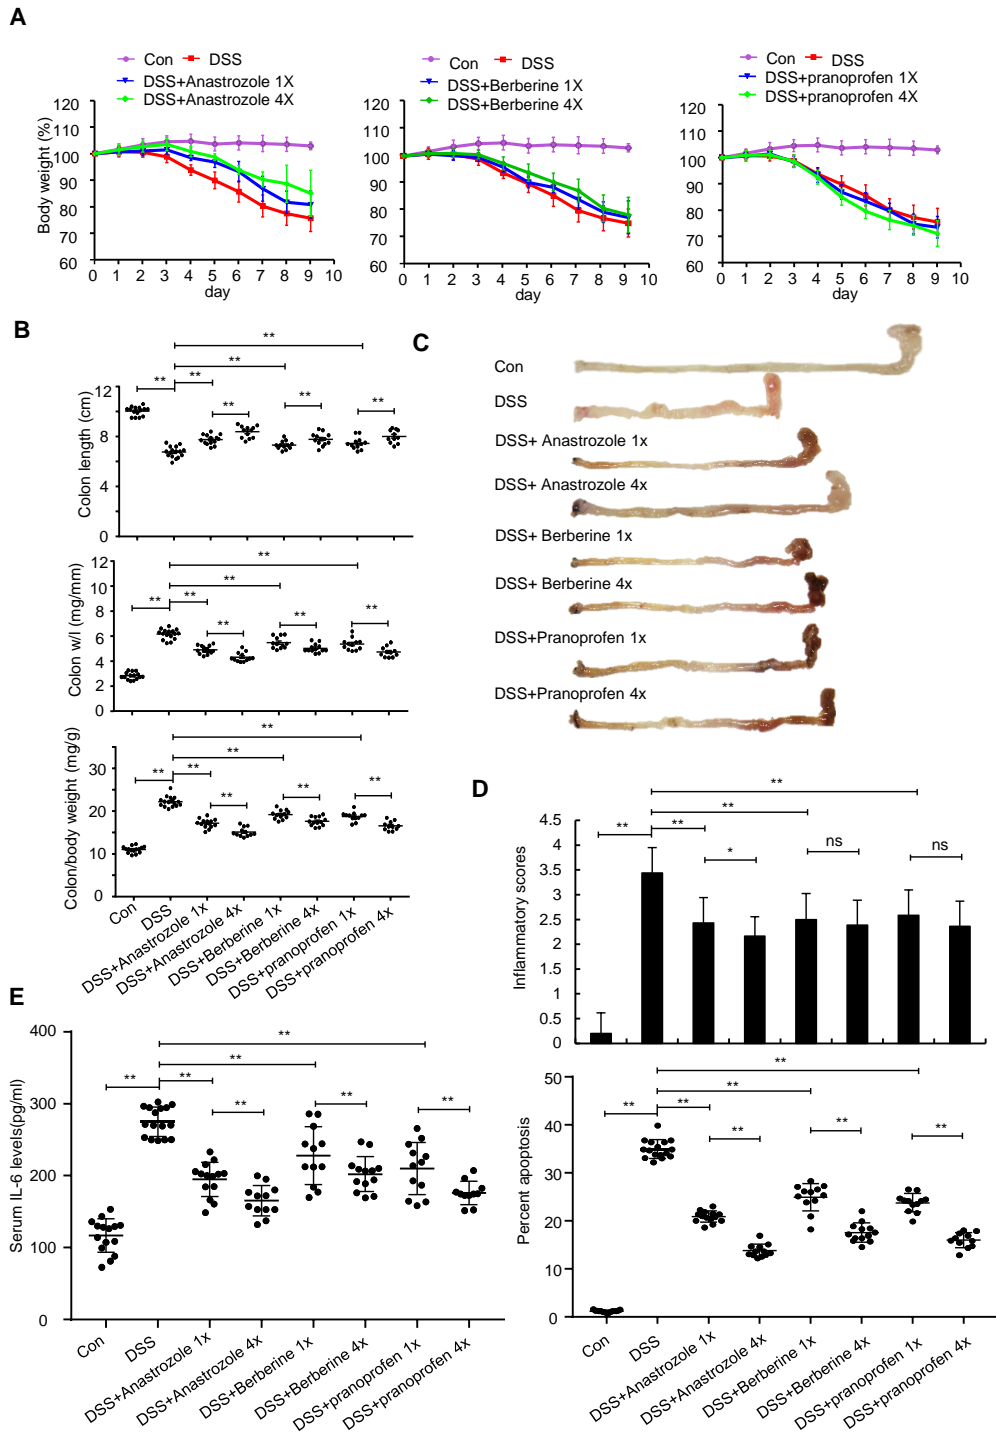 A
Con DSS
DSS+Anastrozole 1X
DSS+Anastrozole 4X
Con DSS
DSS+Berberine 1X
DSS+Berberine 4X
Con DSS
DSS+pranoprofen 1X
DSS+pranoprofen 4X
Body weight (%)
120
110
100
90
80
70
60
0 1 2 3 4 5 6 7 8 9 10
day
120
110
100
90
80
70
60
0 1 2 3 4 5 6 7 8 9 10
day
120
110
100
90
80
70
60
0 1 2 3 4 5 6 7 8 9 10
day
B
Colon length (cm)
12
8
4
0
** ** ** ** ** ** ** **
Colon w/l (mg/mm)
12
10
8
6
4
2
0
** ** ** ** ** ** **
Colon/body weight (mg/g)
30
20
10
0
** ** ** ** ** ** **
Con
DSS
DSS+Anastrozole 1x
DSS+Anastrozole 4x
DSS+Berberine 1x
DSS+Berberine 4x
DSS+pranoprofen 1x
DSS+pranoprofen 4x
C
Con
DSS
DSS+ Anastrozole 1x
DSS+ Anastrozole 4x
DSS+ Berberine 1x
DSS+ Berberine 4x
DSS+Pranoprofen 1x
DSS+Pranoprofen 4x
D
Inflammatory scores
4.5
4
3.5
3
2.5
2
1.5
1
0.5
0
** ** ** ** * ns ns
Percent apoptosis
50
40
30
20
10
0
** ** ** ** ** ** **
Con
DSS
DSS+Anastrozole 1x
DSS+Anastrozole 4x
DSS+Berberine 1x
DSS+Berberine 4x
DSS+pranoprofen 1x
DSS+pranoprofen 4x
E
Serum IL-6 levels(pg/ml)
400
300
200
100
0
** ** ** ** ** ** **
Con
DSS
DSS+Anastrozole 1x
DSS+Anastrozole 4x
DSS+Berberine 1x
DSS+Berberine 4x
DSS+pranoprofen 1x
DSS+pranoprofen 4x